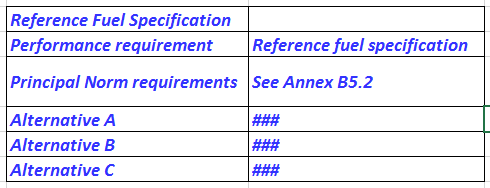 Reference Fuel Specification
Performance requirement Reference fuel specification
Principal Norm requirements See Annex B5.2
Alternative A ###
Alternative B ###
Alternative C ###